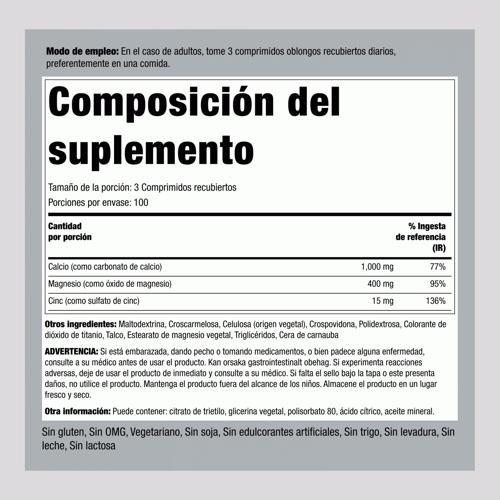 Modo de empleo: En el caso de adultos, tome 3 comprimidos oblongos recubiertos diarios,
preferentemente en una comida.
Composición del
suplemento
Tamaño de la porción: 3 Comprimidos recubiertos
Porciones por envase: 100
Cantidad % Ingesta
por porción de referencia
(IR)
Calcio (como carbonato de calcio) 1,000 mg 77%
Magnesio (como óxido de magnesio) 400 mg 95%
Cinc (como sulfato de cinc) 15 mg 136%
Otros ingredientes: Maltodextrina, Croscarmelosa, Celulosa (origen vegetal), Crospovidona, Polidextrosa, Colorante de
dióxido de titanio, Talco, Estearato de magnesio vegetal, Triglicéridos, Cera de carnauba
ADVERTENCIA: Si está embarazada, dando pecho o tomando medicamentos, o bien padece alguna enfermedad,
consulte a su médico antes de usar el producto. Kan orsaka gastrointestinalt obehag. Si experimenta reacciones
adversas, deje de usar el producto de inmediato y consulte a su médico. Si falta el sello bajo la tapa o este presenta
daños, no utilice el producto. Mantenga el producto fuera del alcance de los niños. Almacene el producto en un lugar
fresco y seco.
Otra información: Puede contener: citrato de trietilo, glicerina vegetal, polisorbato 80, ácido cítrico, aceite mineral.
Sin gluten, Sin OMG, Vegetariano, Sin soja, Sin edulcorantes artificiales, Sin trigo, Sin levadura, Sin
leche, Sin lactosa